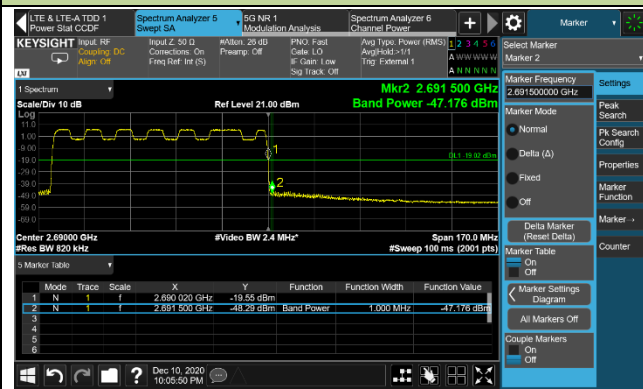 LTE & LTE-A TDD 1
Power Stat CCDF
Spectrum Analyzer 5
Swept SA
5G NR 1
Modulation Analysis
Spectrum Analyzer 6
Channel Power
Marker
KEYSIGHT
Input: RF
Coupling: DC
Align: Off
Input Z: 50 Ω
Corrections: On
Freq Ref: Int (S)
#Atten: 26 dB
Preamp: Off
PNO: Fast
Gate: LO
IF Gain: Low
Sig Track: Off
Avg Type: Power (RMS)
Avg|Hold:>1/1
Trig: External 1
1 2 3 4 5 6
A W W W W W
A N N N N N
LXI
1 Spectrum
Scale/Div 10 dB
Ref Level 21.00 dBm
Mkr2 2.691 500 GHz
Band Power -47.176 dBm
Log
11.0
1.00
-9.00
-19.0
-29.0
-39.0
-49.0
-59.0
-69.0
1
2
DL1 -19.02 dBm
Center 2.69000 GHz
#Res BW 820 kHz
#Video BW 2.4 MHz*
Span 170.0 MHz
#Sweep 100 ms (2001 pts)
5 Marker Table
Mode Trace Scale X Y Function Function Width Function Value
1 N 1 f 2.690 020 GHz -19.55 dBm
2 N 1 f 2.691 500 GHz -48.29 dBm Band Power 1.000 MHz -47.176 dBm
3
4
5
6
Dec 10, 2020
10:05:50 PM
Select Marker
Marker 2
Marker Frequency
2.691500000 GHz
Marker Mode
Normal
Delta (Δ)
Fixed
Off
Delta Marker
(Reset Delta)
Marker Table
On
Off
Marker Settings
Diagram
All Markers Off
Couple Markers
On
Off
Settings
Peak
Search
Pk Search
Config
Properties
Marker
Function
Marker→
Counter